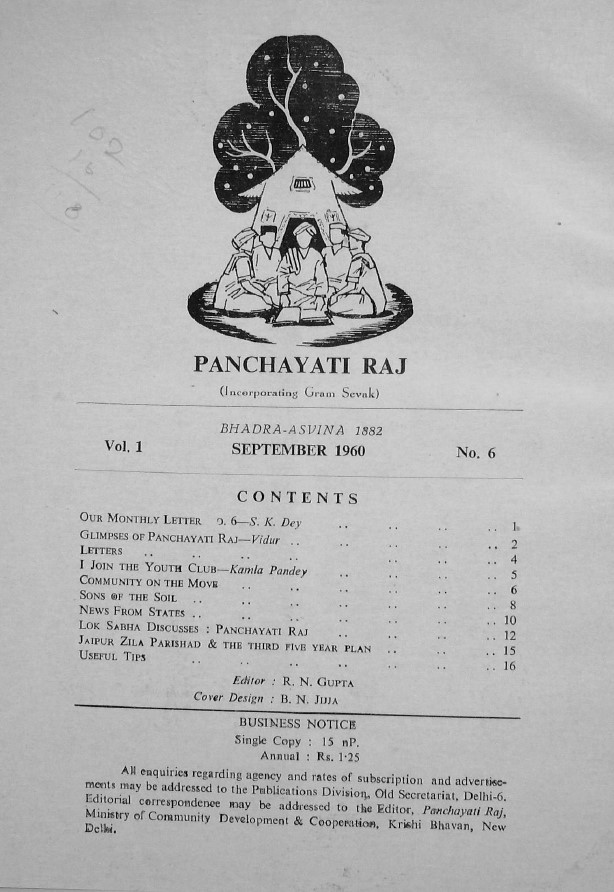 PANCHAYATI RAJ
(Incorporating Gram Sevak)
BHADRA-ASVINA 1882
Vol. 1 SEPTEMBER 1960 No. 6
CONTENTS
OUR MONTHLY LETTER o. 6—S. K. Dey .. .. .. .. 1
GLIMPSES OF PANCHAYATI RAJ—Vidur .. .. .. .. .. 2
LETTERS .. .. .. .. .. .. .. 4
I JOIN THE YOUTH CLUB—Kamla Pandey .. .. .. .. 5
COMMUNITY ON THE MOVE .. .. .. .. .. 6
SONS OF THE SOIL .. .. .. .. .. .. 8
NEWS FROM STATES .. .. .. .. .. .. 10
LOK SABHA DISCUSSES : PANCHAYATI RAJ .. .. .. .. 12
JAIPUR ZILA PARISHAD & THE THIRD FIVE YEAR PLAN .. .. .. 15
USEFUL TIPS .. .. .. .. .. .. 16
Editor : R. N. GUPTA
Cover Design : B. N. JIJJA
BUSINESS NOTICE
Single Copy : 15 nP.
Annual : Rs. 1·25
All enquiries regarding agency and rates of subscription and advertise-
ments may be addressed to the Publications Division, Old Secretariat, Delhi-6.
Editorial correspondence may be addressed to the Editor, Panchayati Raj,
Ministry of Community Development & Cooperation, Krishi Bhavan, New
Delhi.